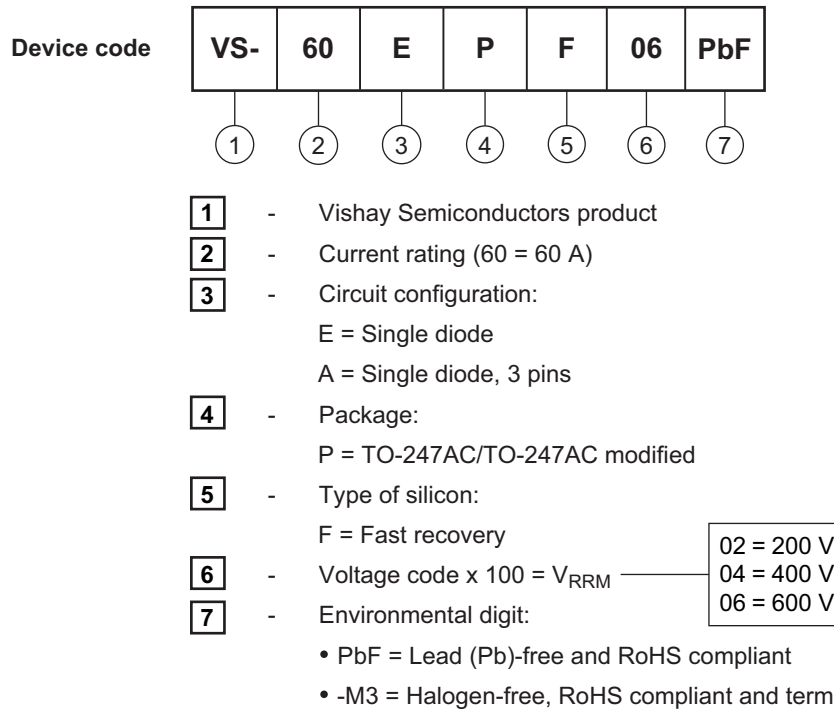 Device code
VS- 60 E P F 06 PbF
1 2 3 4 5 6 7
1 - Vishay Semiconductors product
2 - Current rating (60 = 60 A)
3 - Circuit configuration:
E = Single diode
A = Single diode, 3 pins
4 - Package:
P = TO-247AC/TO-247AC modified
5 - Type of silicon:
F = Fast recovery
6 - Voltage code x 100 = VRRM
02 = 200 V
04 = 400 V
06 = 600 V
7 - Environmental digit:
• PbF = Lead (Pb)-free and RoHS compliant
• -M3 = Halogen-free, RoHS compliant and term